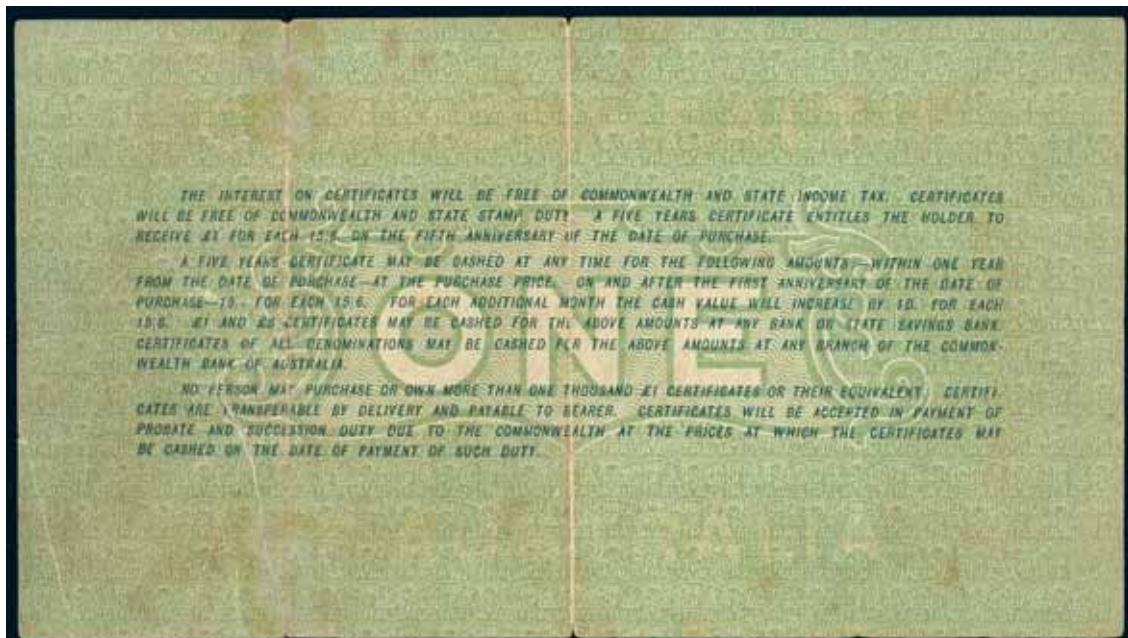 THE INTEREST ON CERTIFICATES WILL BE FREE OF COMMONWEALTH AND STATE INCOME TAX. CERTIFICATES
WILL BE FREE OF COMMONWEALTH AND STATE STAMP DUTY. A FIVE YEARS CERTIFICATE ENTITLES THE HOLDER TO
RECEIVE £1 FOR EACH 15/6. ON THE FIFTH ANNIVERSARY OF THE DATE OF PURCHASE.
A FIVE YEARS CERTIFICATE MAY BE CASHED AT ANY TIME FOR THE FOLLOWING AMOUNTS:—WITHIN ONE YEAR
FROM THE DATE OF PURCHASE—AT THE PURCHASE PRICE. ON AND AFTER THE FIRST ANNIVERSARY OF THE DATE OF
PURCHASE—16/- FOR EACH 15/6. FOR EACH ADDITIONAL MONTH THE CASH VALUE WILL INCREASE BY 1D. FOR EACH
15/6. £1 AND £5 CERTIFICATES MAY BE CASHED FOR THE ABOVE AMOUNTS AT ANY BANK OR STATE SAVINGS BANK.
CERTIFICATES OF ALL DENOMINATIONS MAY BE CASHED FOR THE ABOVE AMOUNTS AT ANY BRANCH OF THE COMMON-
WEALTH BANK OF AUSTRALIA.
NO PERSON MAY PURCHASE OR OWN MORE THAN ONE THOUSAND £1 CERTIFICATES OR THEIR EQUIVALENT. CERTIFI-
CATES ARE TRANSFERABLE BY DELIVERY AND PAYABLE TO BEARER. CERTIFICATES WILL BE ACCEPTED IN PAYMENT OF
PROBATE AND SUCCESSION DUTY DUE TO THE COMMONWEALTH AT THE PRICES AT WHICH THE CERTIFICATES MAY
BE CASHED ON THE DATE OF PAYMENT OF SUCH DUTY.
ONE